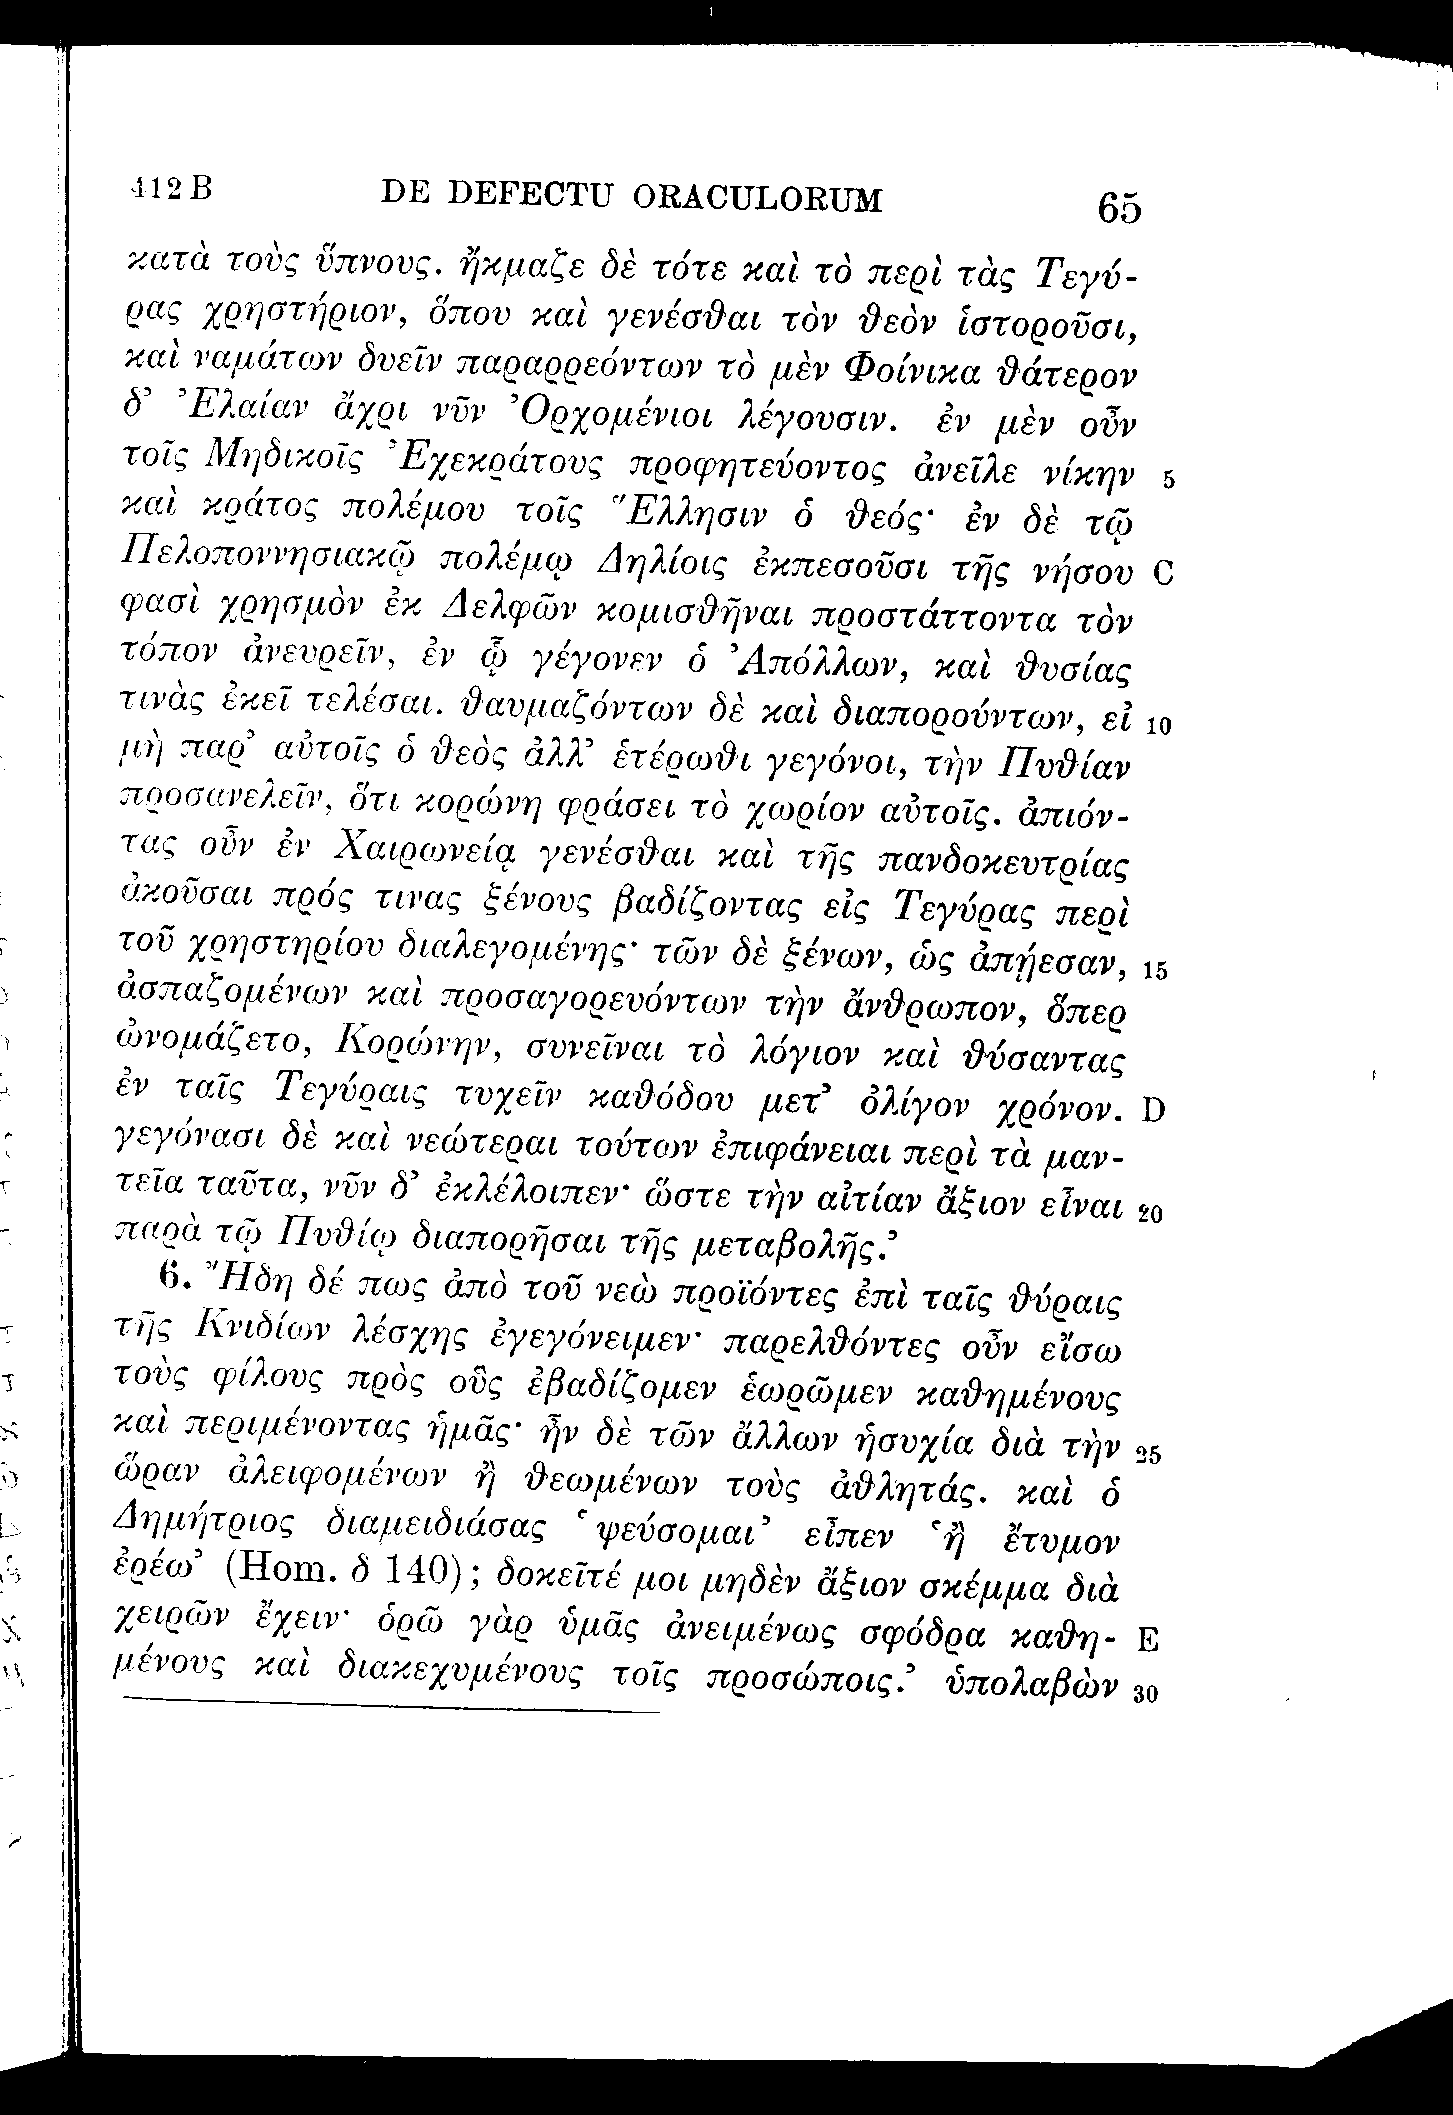 412 B DE DEFECTU ORACULORUM 65
κατὰ τοὺς ὕπνους. ἤκμαζε δὲ τότε καὶ τὸ περὶ τὰς Τεγύ-
ρας χρηστήριον, ὅπου καὶ γενέσθαι τὸν θεὸν ἱστοροῦσι,
καὶ ναμάτων δυεῖν παραρρεόντων τὸ μὲν Φοίνικα θάτερον
δ’ Ἐλαίαν ἄχρι νῦν Ὀρχομένιοι λέγουσιν. ἐν μὲν οὖν
τοῖς Μηδικοῖς Ἐχεκράτους προφητεύοντος ἀνεῖλε νίκην 5
καὶ κράτος πολέμου τοῖς Ἕλλησιν ὁ θεός· ἐν δὲ τῷ
Πελοποννησιακῷ πολέμῳ Δηλίοις ἐκπεσοῦσι τῆς νήσου C
φασὶ χρησμὸν ἐκ Δελφῶν κομισθῆναι προστάττοντα τὸν
τόπον ἀνευρεῖν, ἐν ᾧ γέγονεν ὁ Ἀπόλλων, καὶ θυσίας
τινὰς ἐκεῖ τελέσαι. θαυμαζόντων δὲ καὶ διαπορούντων, εἰ 10
μὴ παρ’ αὐτοῖς ὁ θεὸς ἀλλ’ ἑτέρωθι γεγόνοι, τὴν Πυθίαν
προσανελεῖν, ὅτι κορώνη φράσει τὸ χωρίον αὐτοῖς. ἀπιόν-
τας οὖν ἐν Χαιρωνείᾳ γενέσθαι καὶ τῆς πανδοκευτρίας
ἀκοῦσαι πρός τινας ξένους βαδίζοντας εἰς Τεγύρας περὶ
τοῦ χρηστηρίου διαλεγομένης· τῶν δὲ ξένων, ὡς ἀπῄεσαν, 15
ἀσπαζομένων καὶ προσαγορευόντων τὴν ἄνθρωπον, ὅπερ
ὠνομάζετο, Κορώνην, συνεῖναι τὸ λόγιον καὶ θύσαντας
ἐν ταῖς Τεγύραις τυχεῖν καθόδου μετ’ ὀλίγον χρόνον. D
γεγόνασι δὲ καὶ νεώτεραι τούτων ἐπιφάνειαι περὶ τὰ μαν-
τεῖα ταῦτα, νῦν δ’ ἐκλέλοιπεν· ὥστε τὴν αἰτίαν ἄξιον εἶναι 20
παρὰ τῷ Πυθίῳ διαπορῆσαι τῆς μεταβολῆς.’
6. Ἤδη δέ πως ἀπὸ τοῦ νεὼ προϊόντες ἐπὶ ταῖς θύραις
τῆς Κνιδίων λέσχης ἐγεγόνειμεν· παρελθόντες οὖν εἴσω
τοὺς φίλους πρὸς οὓς ἐβαδίζομεν ἑωρῶμεν καθημένους
καὶ περιμένοντας ἡμᾶς· ἦν δὲ τῶν ἄλλων ἡσυχία διὰ τὴν 25
ὥραν ἀλειφομένων ἢ θεωμένων τοὺς ἀθλητάς. καὶ ὁ
Δημήτριος διαμειδιάσας ‘ψεύσομαι’ εἶπεν ‘ἢ ἔτυμον
ἐρέω’ (Hom. δ 140); δοκεῖτέ μοι μηδὲν ἄξιον σκέμμα διὰ
χειρῶν ἔχειν· ὁρῶ γὰρ ὑμᾶς ἀνειμένως σφόδρα καθη- E
μένους καὶ διακεχυμένους τοῖς προσώποις.’ ὑπολαβὼν 30